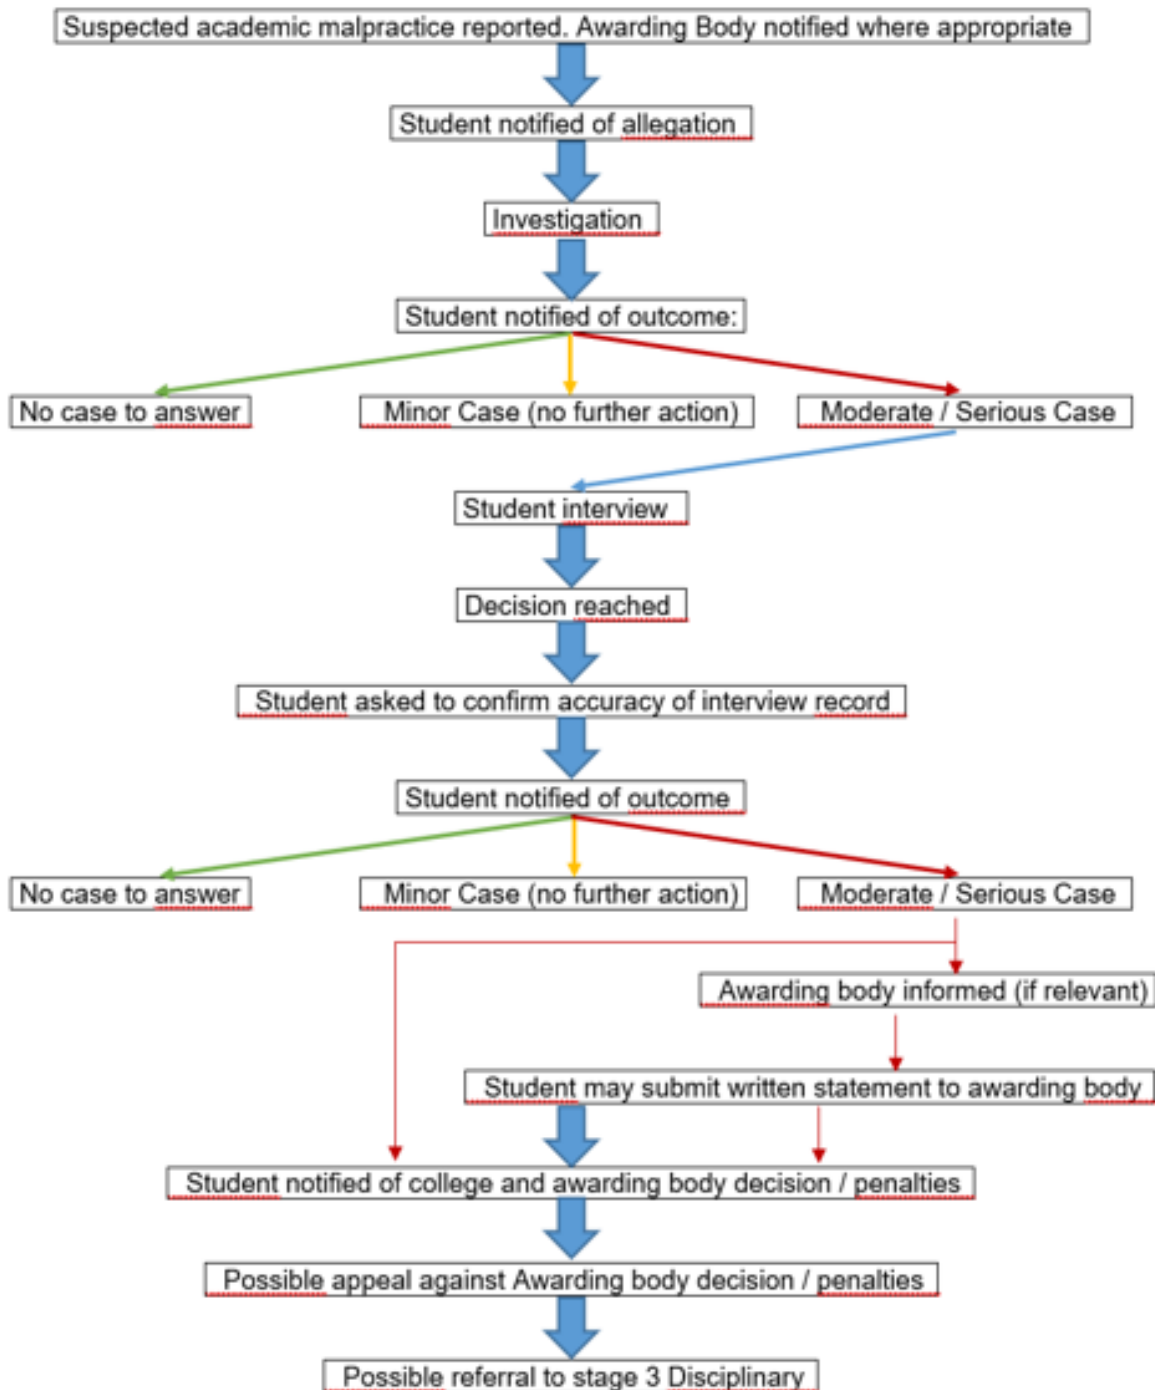 Suspected academic malpractice reported. Awarding Body notified where appropriate
Student notified of allegation
Investigation
Student notified of outcome:
No case to answer
Minor Case (no further action)
Moderate / Serious Case
Student interview
Decision reached
Student asked to confirm accuracy of interview record
Student notified of outcome
No case to answer
Minor Case (no further action)
Moderate / Serious Case
Awarding body informed (if relevant)
Student may submit written statement to awarding body
Student notified of college and awarding body decision / penalties
Possible appeal against Awarding body decision / penalties
Possible referral to stage 3 Disciplinary